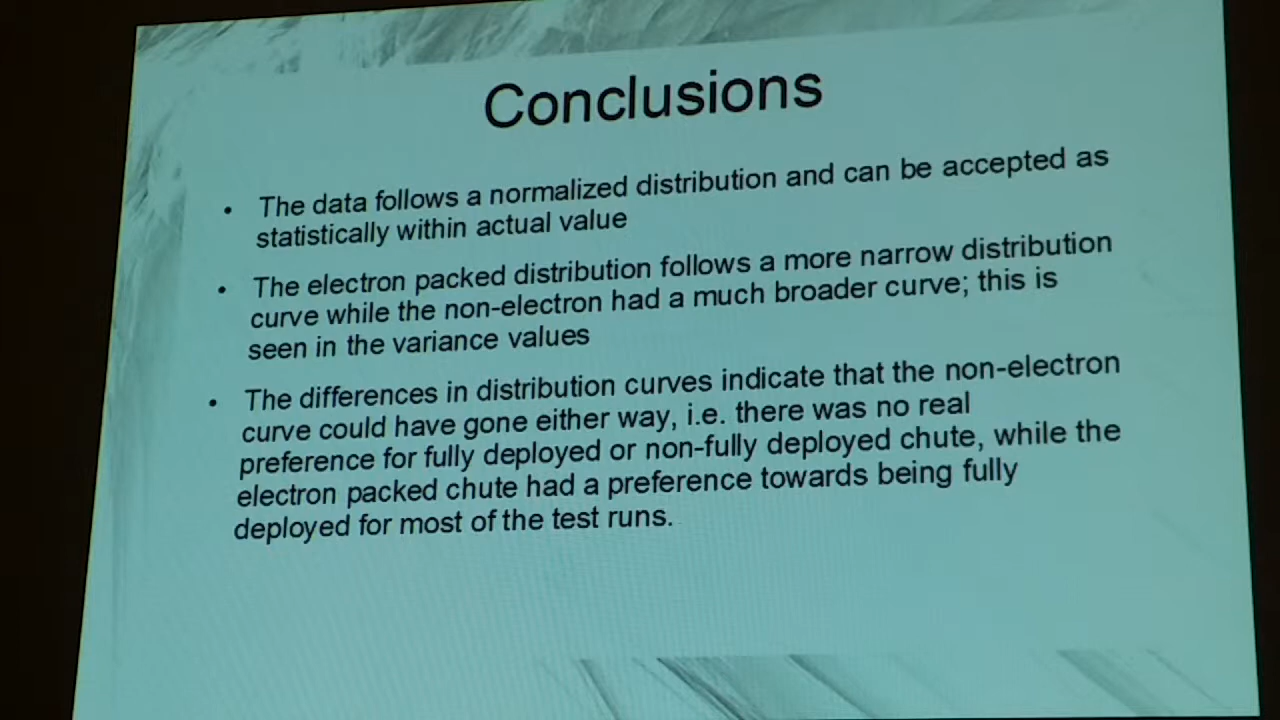 Conclusions
• The data follows a normalized distribution and can be accepted as
statistically within actual value
• The electron packed distribution follows a more narrow distribution
curve while the non-electron had a much broader curve; this is
seen in the variance values
• The differences in distribution curves indicate that the non-electron
curve could have gone either way, i.e. there was no real
preference for fully deployed or non-fully deployed chute, while the
electron packed chute had a preference towards being fully
deployed for most of the test runs.